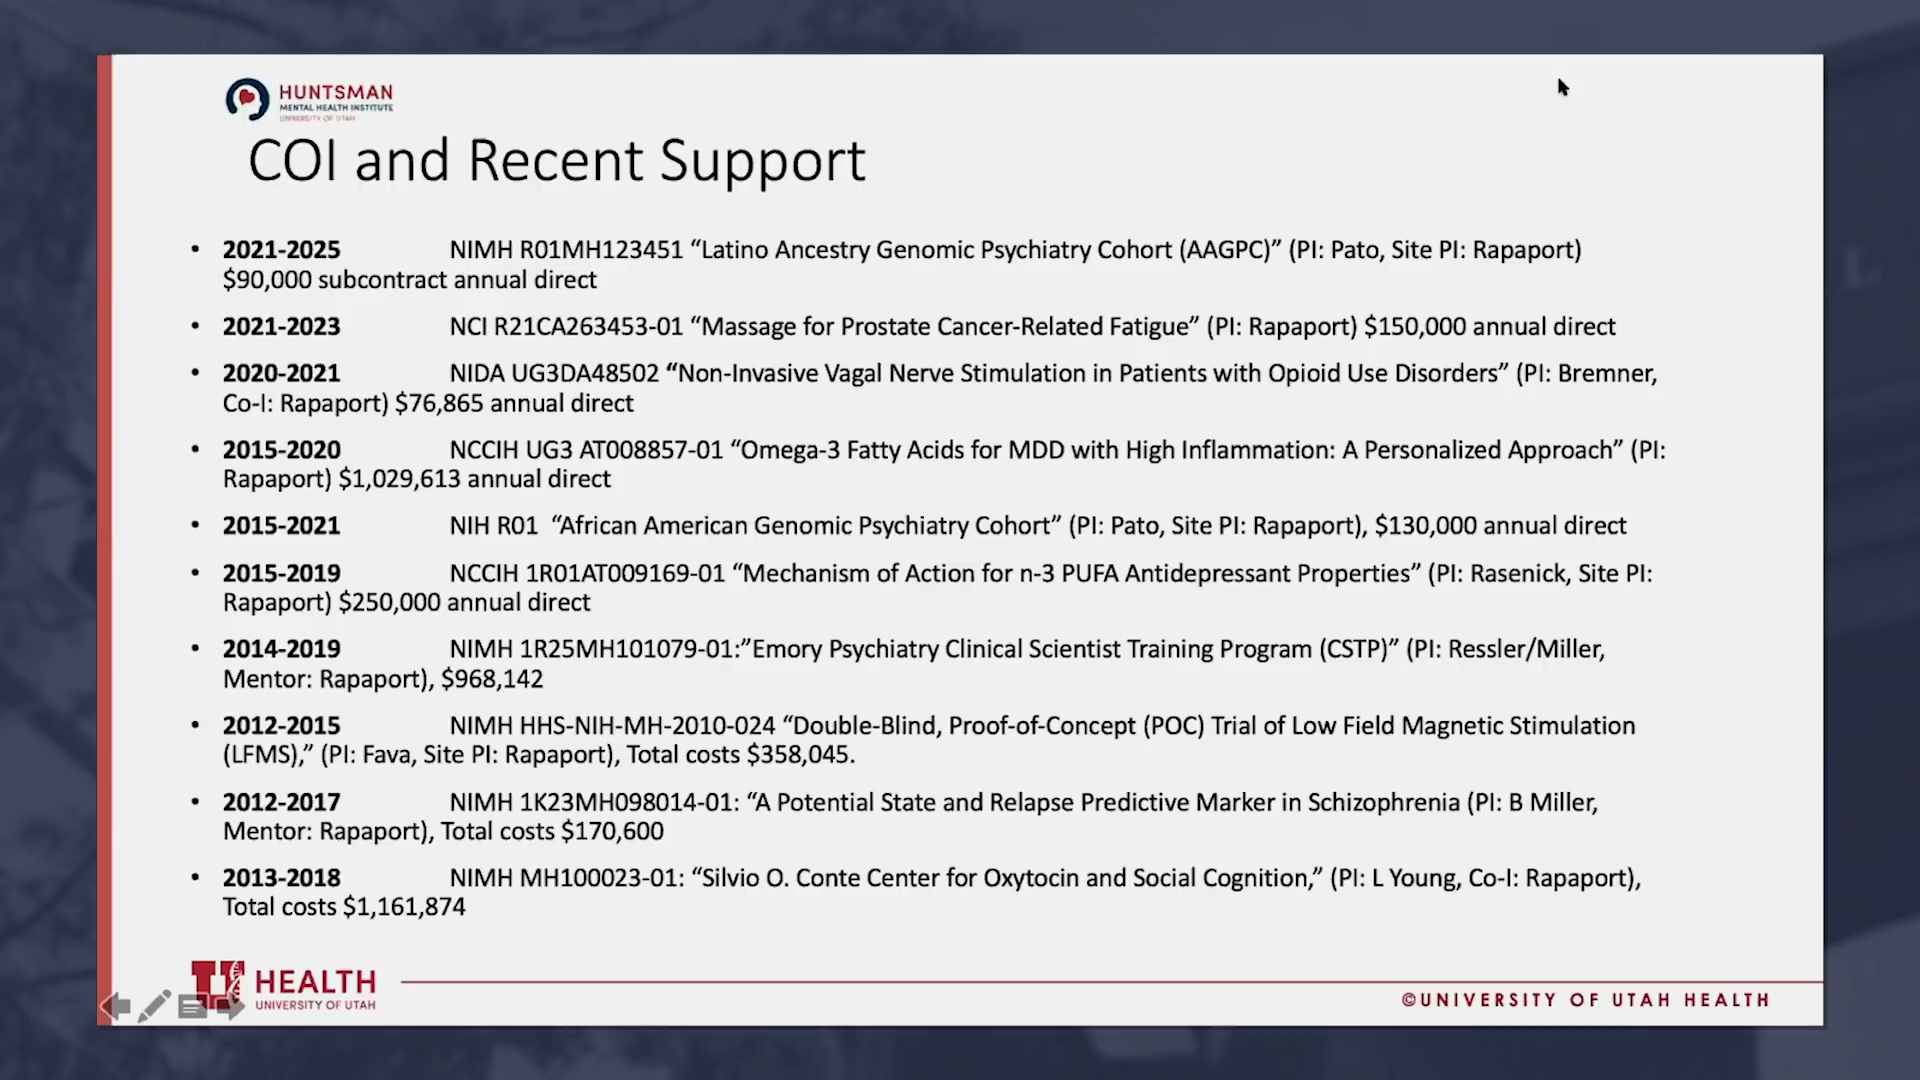 HUNTSMAN
MENTAL HEALTH INSTITUTE
UNIVERSITY OF UTAH
COI and Recent Support
• 2021-2025 NIMH R01MH123451 “Latino Ancestry Genomic Psychiatry Cohort (AAGPC)” (PI: Pato, Site PI: Rapaport)
$90,000 subcontract annual direct
• 2021-2023 NCI R21CA263453-01 “Massage for Prostate Cancer-Related Fatigue” (PI: Rapaport) $150,000 annual direct
• 2020-2021 NIDA UG3DA48502 “Non-Invasive Vagal Nerve Stimulation in Patients with Opioid Use Disorders” (PI: Bremner,
Co-I: Rapaport) $76,865 annual direct
• 2015-2020 NCCIH UG3 AT008857-01 “Omega-3 Fatty Acids for MDD with High Inflammation: A Personalized Approach” (PI:
Rapaport) $1,029,613 annual direct
• 2015-2021 NIH R01 “African American Genomic Psychiatry Cohort” (PI: Pato, Site PI: Rapaport), $130,000 annual direct
• 2015-2019 NCCIH 1R01AT009169-01 “Mechanism of Action for n-3 PUFA Antidepressant Properties” (PI: Rasenick, Site PI:
Rapaport) $250,000 annual direct
• 2014-2019 NIMH 1R25MH101079-01:”Emory Psychiatry Clinical Scientist Training Program (CSTP)” (PI: Ressler/Miller,
Mentor: Rapaport), $968,142
• 2012-2015 NIMH HHS-NIH-MH-2010-024 “Double-Blind, Proof-of-Concept (POC) Trial of Low Field Magnetic Stimulation
(LFMS),” (PI: Fava, Site PI: Rapaport), Total costs $358,045.
• 2012-2017 NIMH 1K23MH098014-01: “A Potential State and Relapse Predictive Marker in Schizophrenia (PI: B Miller,
Mentor: Rapaport), Total costs $170,600
• 2013-2018 NIMH MH100023-01: “Silvio O. Conte Center for Oxytocin and Social Cognition,” (PI: L Young, Co-I: Rapaport),
Total costs $1,161,874
U HEALTH
UNIVERSITY OF UTAH
©UNIVERSITY OF UTAH HEALTH